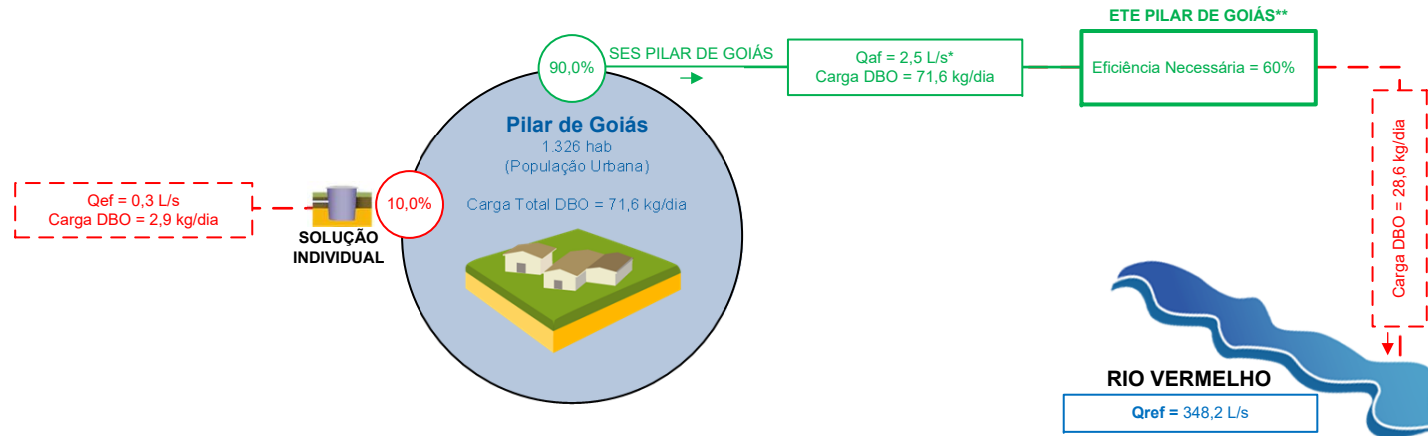 ETE PILAR DE GOIÁS**
SES PILAR DE GOIÁS
90,0%
Qaf = 2,5 L/s*
Carga DBO = 71,6 kg/dia
Eficiência Necessária = 60%
Pilar de Goiás
1.326 hab
(População Urbana)
Carga Total DBO = 71,6 kg/dia
10,0%
Qef = 0,3 L/s
Carga DBO = 2,9 kg/dia
SOLUÇÃO
INDIVIDUAL
Carga DBO = 28,6 kg/dia
RIO VERMELHO
Qref = 348,2 L/s